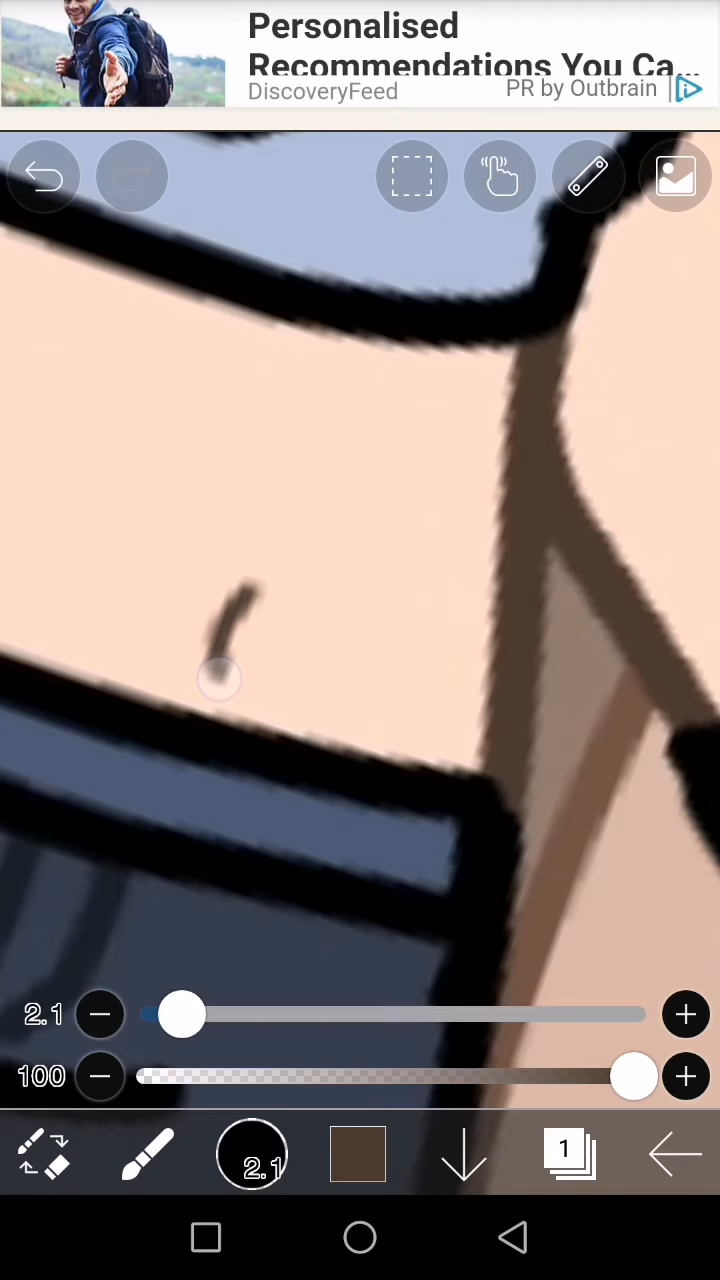 Personalised
Recommendations You Ca...
DiscoveryFeed
PR by Outbrain
2.1
100
2.1
1